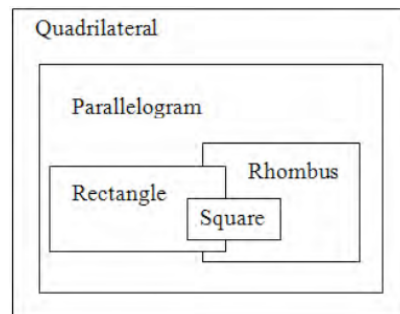 Quadrilateral
Parallelogram
Rhombus
Rectangle
Square